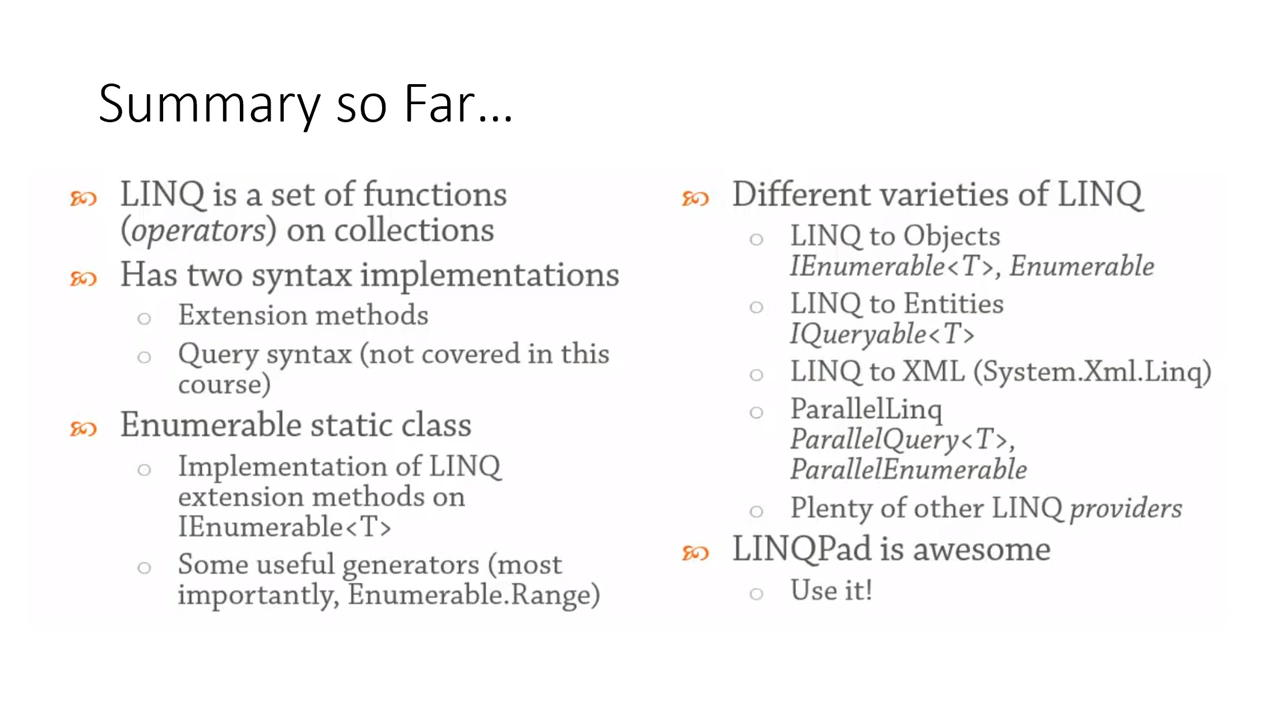 Summary so Far...
LINQ is a set of functions
(operators) on collections
Has two syntax implementations
Extension methods
Query syntax (not covered in this
course)
Enumerable static class
Implementation of LINQ
extension methods on
IEnumerable<T>
Some useful generators (most
importantly, Enumerable.Range)
Different varieties of LINQ
LINQ to Objects
IEnumerable<T>, Enumerable
LINQ to Entities
IQueryable<T>
LINQ to XML (System.Xml.Linq)
ParallelLinq
ParallelQuery<T>,
ParallelEnumerable
Plenty of other LINQ providers
LINQPad is awesome
Use it!